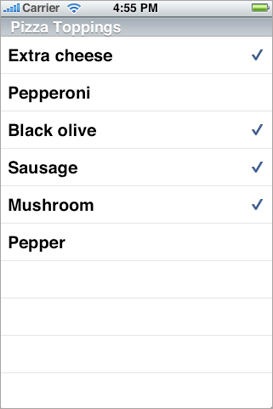 Carrier 4:55 PM
Pizza Toppings
Extra cheese
Pepperoni
Black olive
Sausage
Mushroom
Pepper